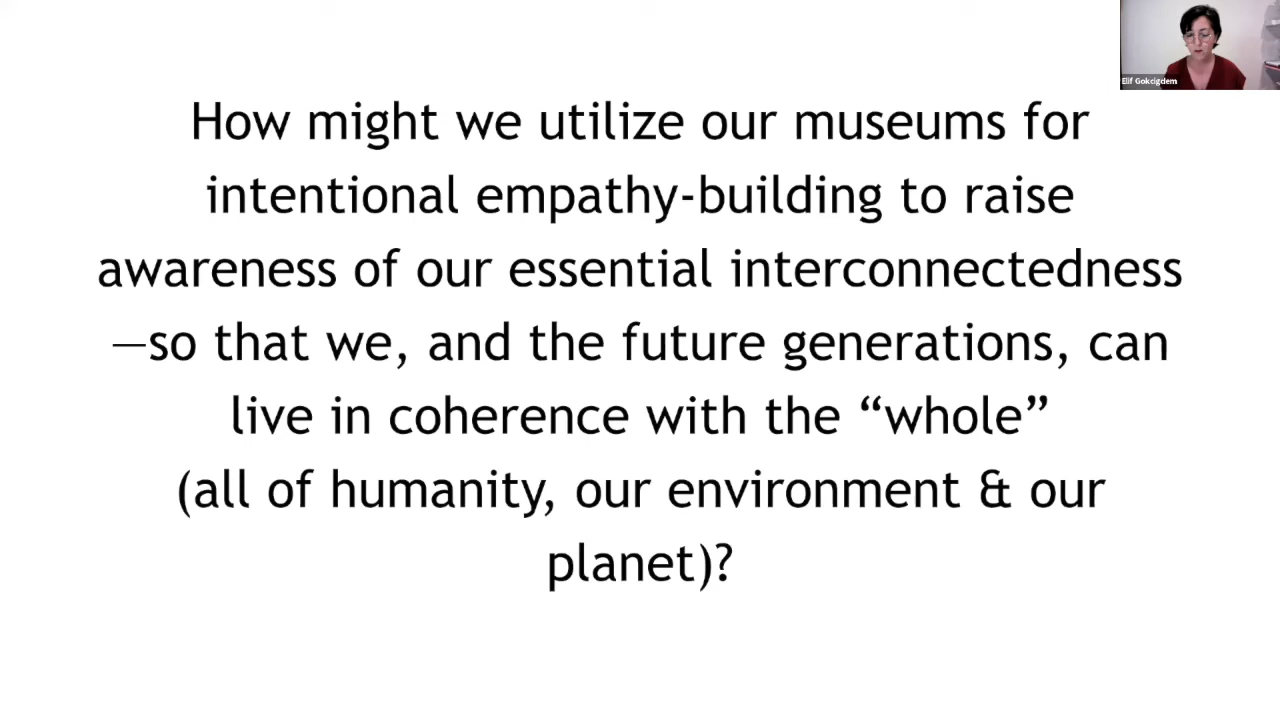 Elif Gokcigdem
How might we utilize our museums for
intentional empathy-building to raise
awareness of our essential interconnectedness
—so that we, and the future generations, can
live in coherence with the “whole”
(all of humanity, our environment & our
planet)?